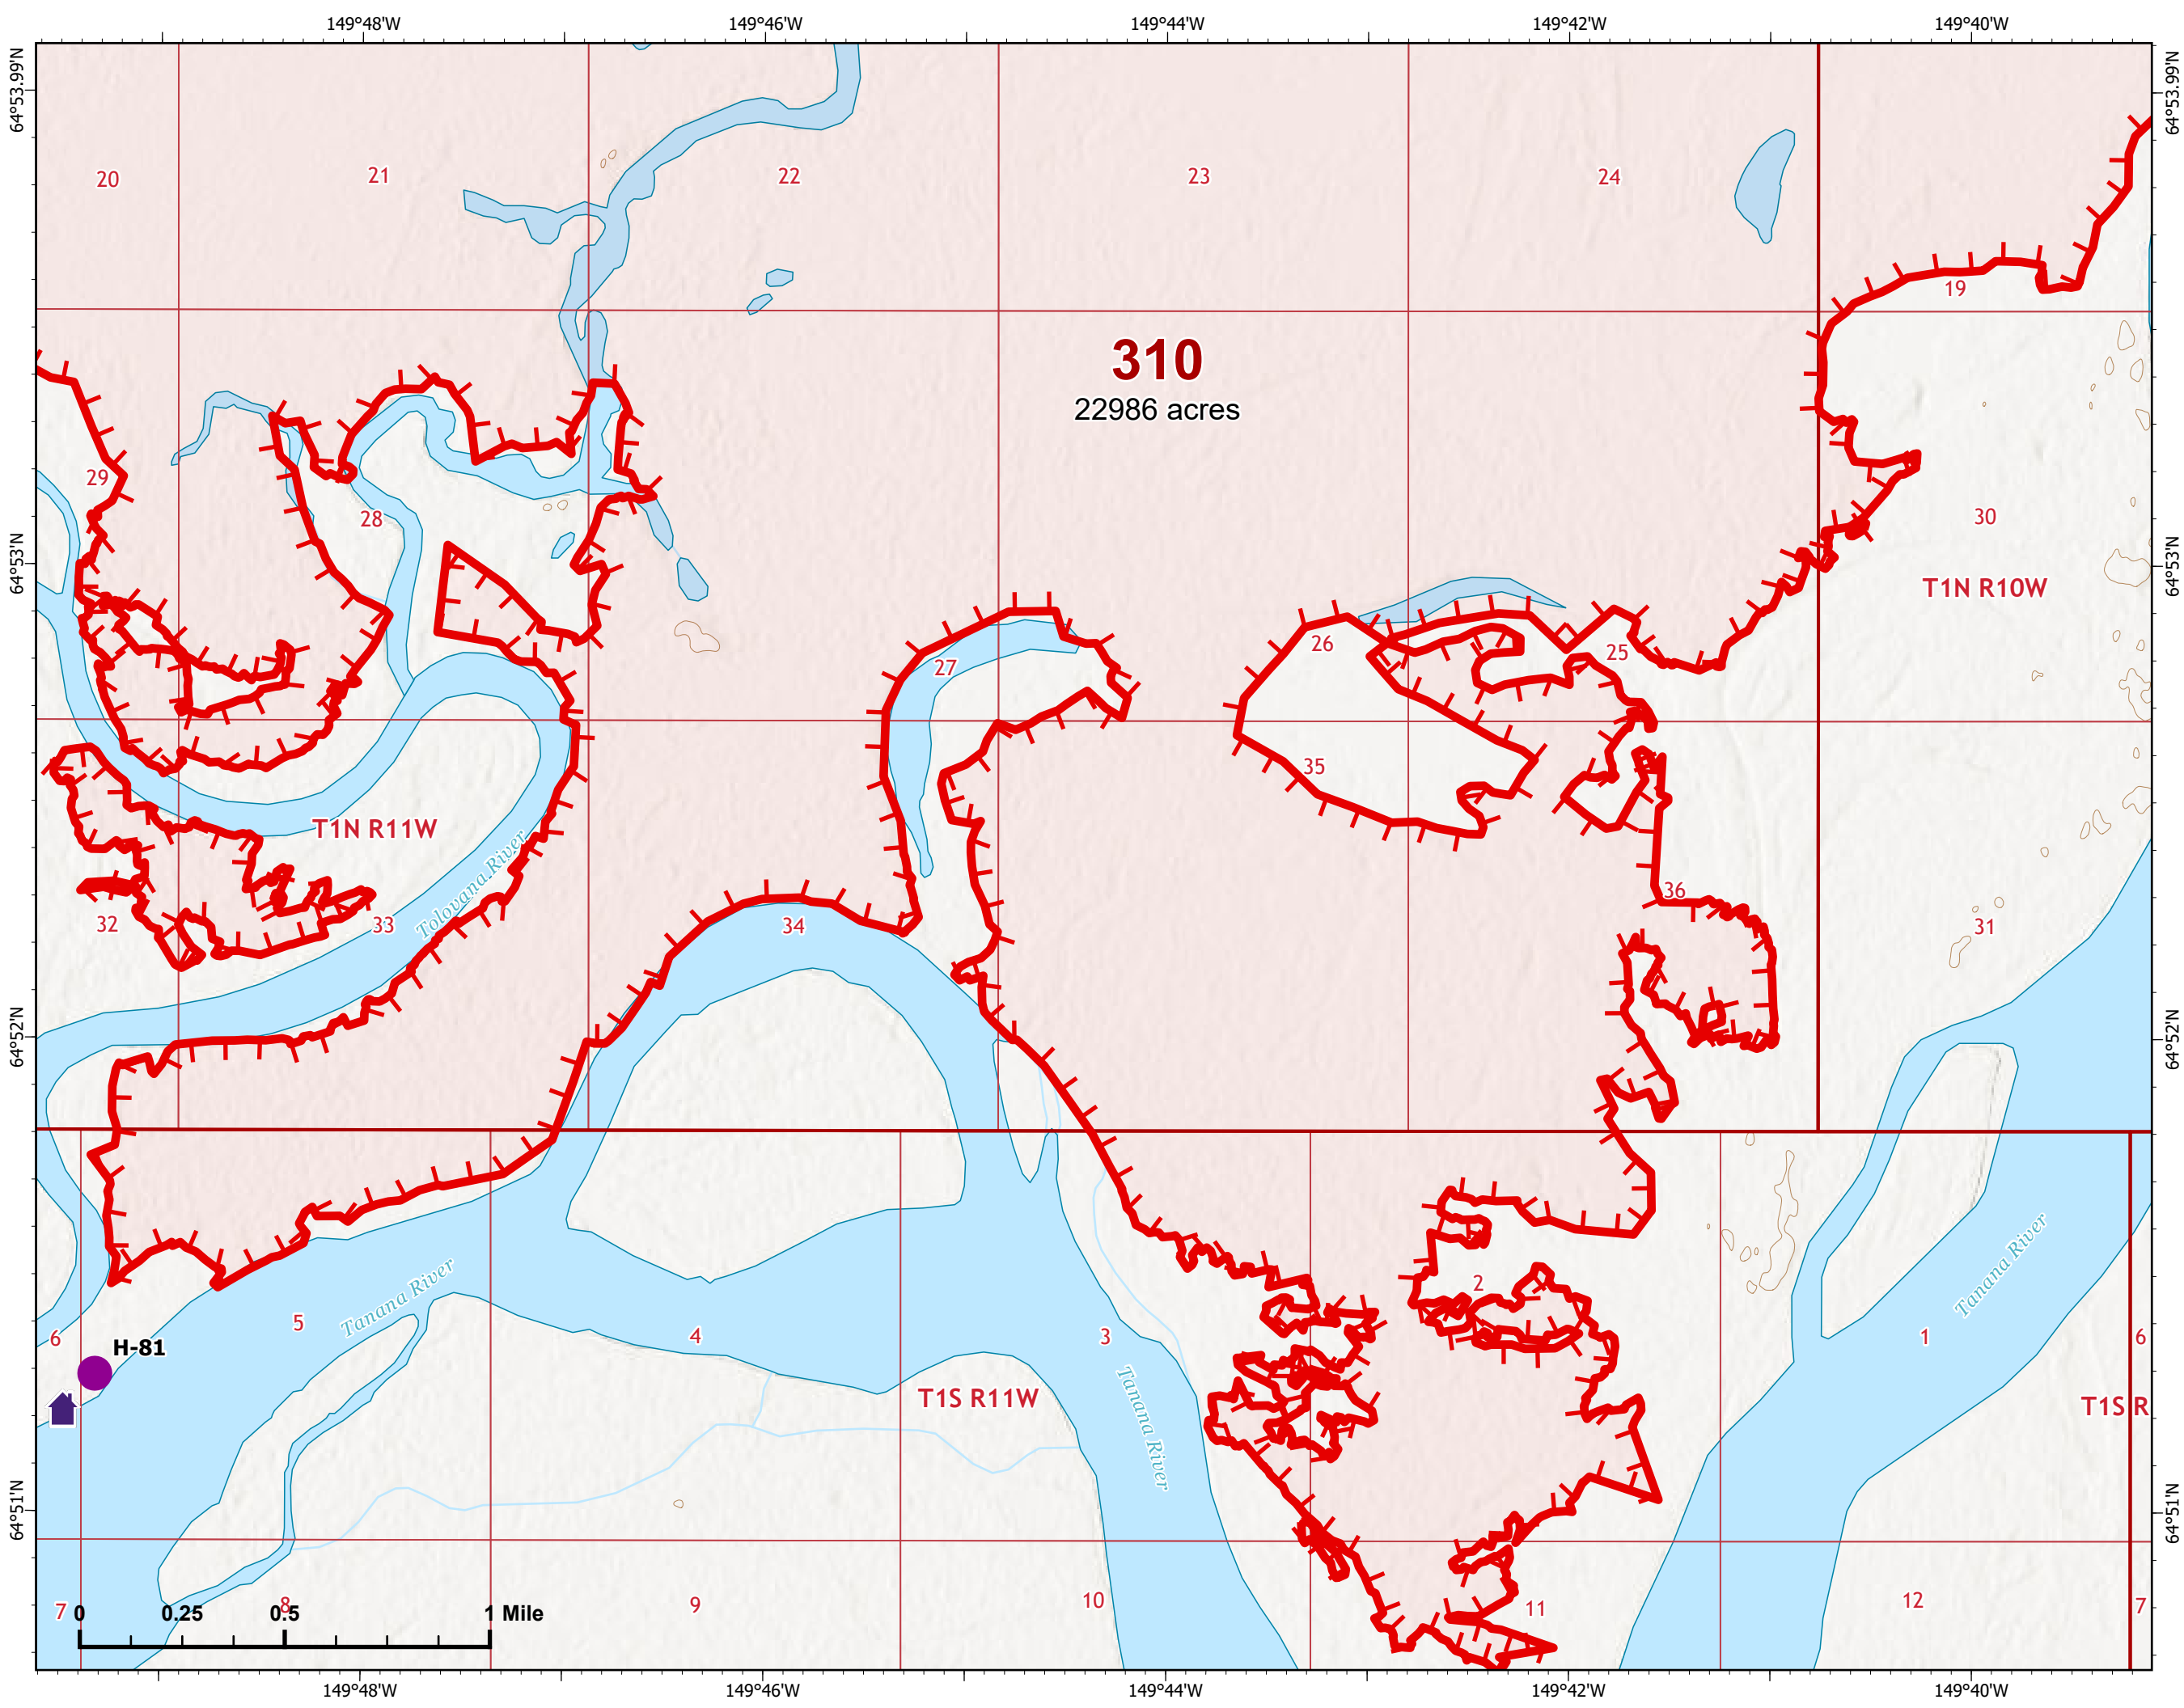 149°48'W 149°46'W 149°44'W 149°42'W 149°40'W
64°53.99'N 64°53.99'N
20 21 22 23 24
19
310
22986 acres
29 28 30
64°53'N 64°53'N
T1N R10W
27 26 25
35
T1N R11W
Tolovana River
32 33 34 36 31
64°52'N 64°52'N
Tanana River
Tanana River
2
6 5 4 3 1 6
H-81
Tanana River
T1S R11W
T1S R
64°51'N 64°51'N
7 8 9 10 11 12 7
0 0.25 0.5 1 Mile
149°48'W 149°46'W 149°44'W 149°42'W 149°40'W